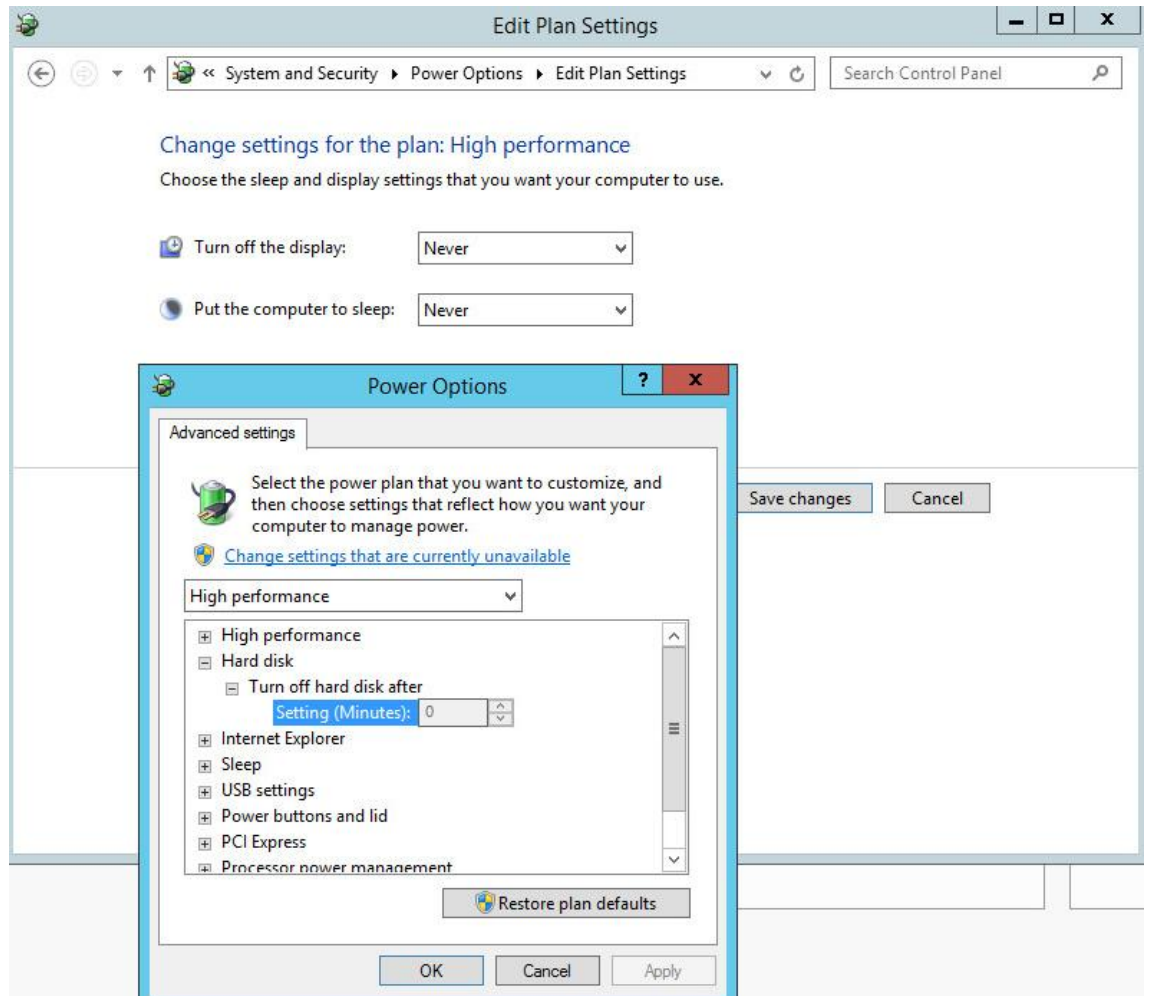 Edit Plan Settings
« System and Security ▸ Power Options ▸ Edit Plan Settings
Search Control Panel
Change settings for the plan: High performance
Choose the sleep and display settings that you want your computer to use.
Turn off the display: Never
Put the computer to sleep: Never
Power Options
?
Advanced settings
Select the power plan that you want to customize, and
then choose settings that reflect how you want your
computer to manage power.
Change settings that are currently unavailable
High performance
High performance
Hard disk
Turn off hard disk after
Setting (Minutes): 0
Internet Explorer
Sleep
USB settings
Power buttons and lid
PCI Express
Processor power management
Restore plan defaults
OK Cancel Apply
Save changes Cancel